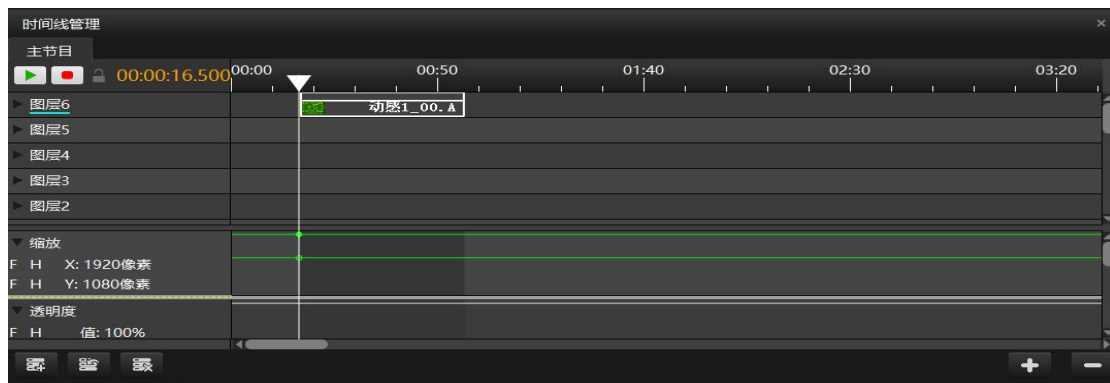 时间线管理
主节目
00:00:16.500 00:00 00:50 01:40 02:30 03:20
图层6 动感1_00.A
图层5
图层4
图层3
图层2
缩放
F H X: 1920像素
F H Y: 1080像素
透明度
F H 值: 100%